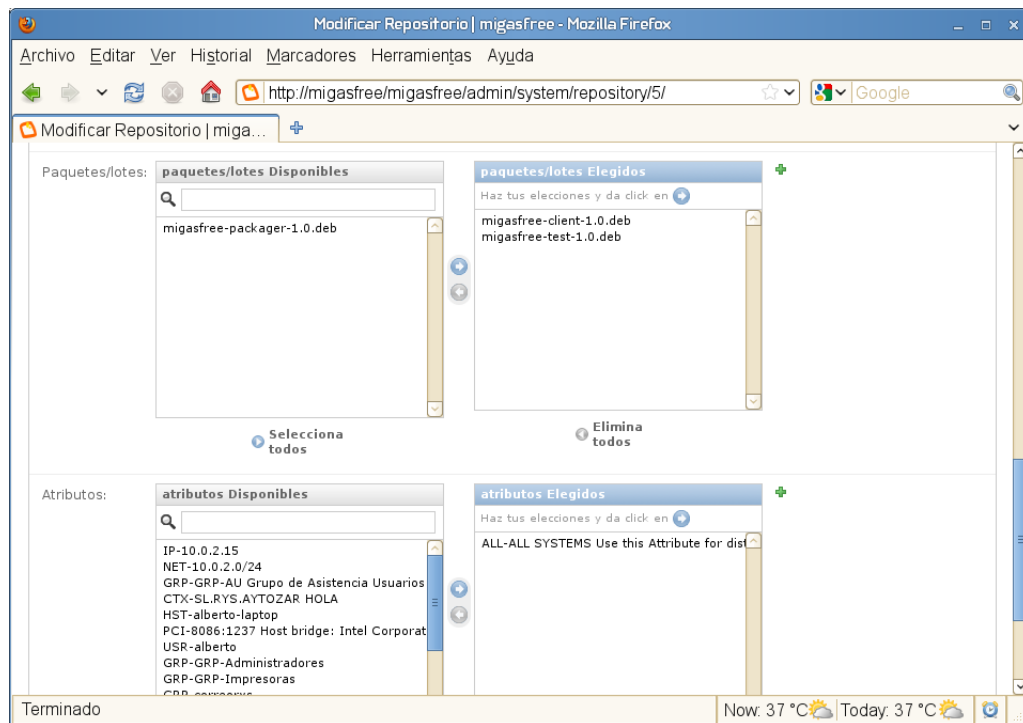 Modificar Repositorio | migasfree - Mozilla Firefox
Archivo Editar Ver Historial Marcadores Herramientas Ayuda
http://migasfree/migasfree/admin/system/repository/5/
Google
Modificar Repositorio | miga...
Paquetes/lotes:
paquetes/lotes Disponibles
migasfree-packager-1.0.deb
Selecciona todos
paquetes/lotes Elegidos
Haz tus elecciones y da click en
migasfree-client-1.0.deb
migasfree-test-1.0.deb
Elimina todos
Atributos:
atributos Disponibles
IP-10.0.2.15
NET-10.0.2.0/24
GRP-GRP-AU Grupo de Asistencia Usuarios
CTX-SL.RYS.AYTOZAR HOLA
HST-alberto-laptop
PCI-8086:1237 Host bridge: Intel Corporat
USR-alberto
GRP-GRP-Administradores
GRP-GRP-Impresoras
atributos Elegidos
Haz tus elecciones y da click en
ALL-ALL SYSTEMS Use this Attribute for dist
Terminado
Now: 37 °C
Today: 37 °C